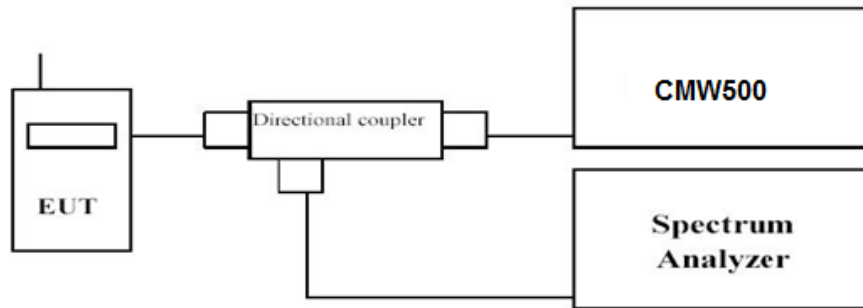 CMW500
Directional coupler
EUT
Spectrum
Analyzer